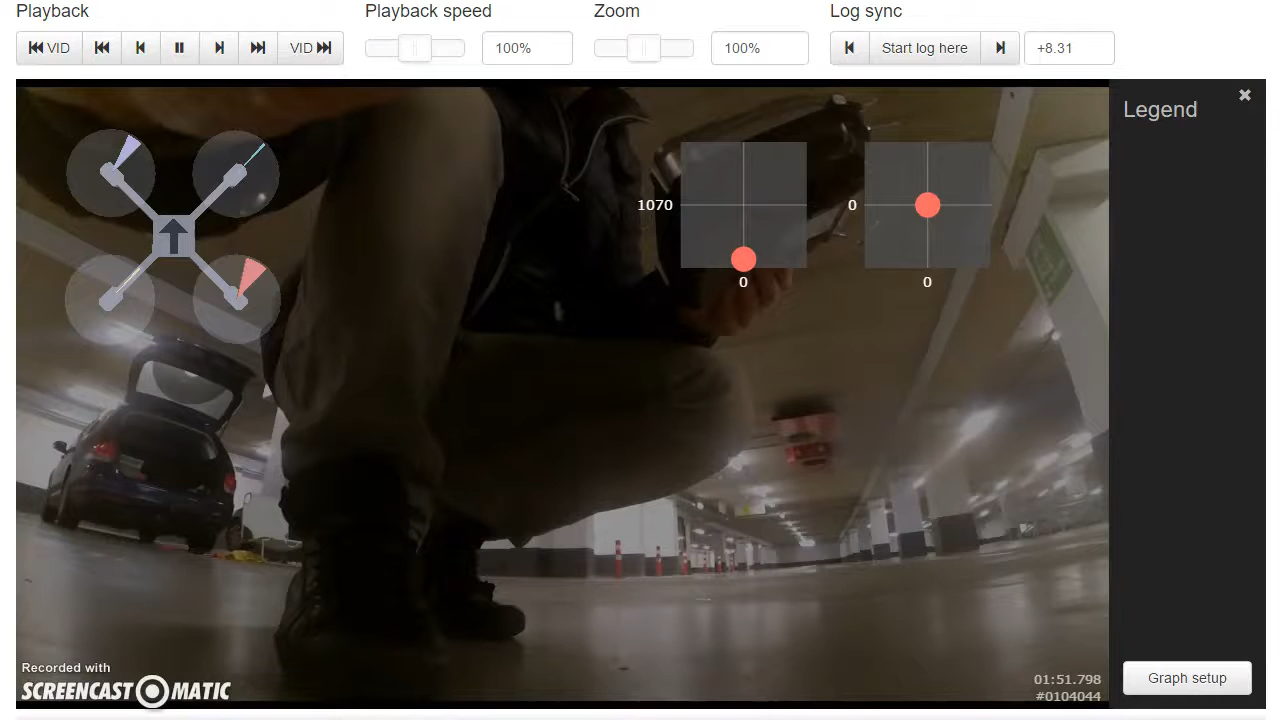 Playback
Playback speed
Zoom
Log sync
VID
VID
100%
100%
Start log here
+8.31
Legend
1070
0
0
0
Recorded with
SCREENCAST MATIC
01:51.798
#0104044
Graph setup